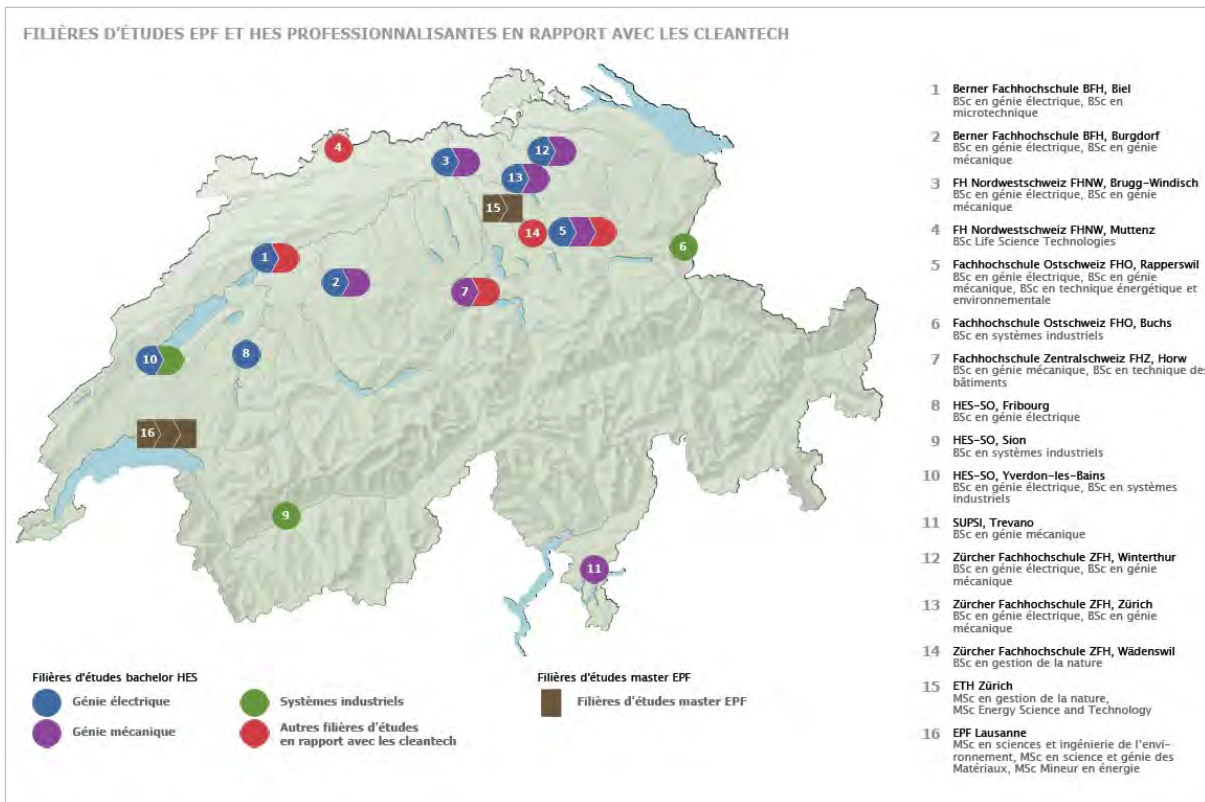 FILIÈRES D'ÉTUDES EPF ET HES PROFESSIONNALISANTES EN RAPPORT AVEC LES CLEANTECH
4
3
12
13
15
14
5
6
1
2
7
10
8
16
9
11
1 Berner Fachhochschule BFH, Biel
BSc en génie électrique, BSc en
microtechnique
2 Berner Fachhochschule BFH, Burgdorf
BSc en génie électrique, BSc en génie
mécanique
3 FH Nordwestschweiz FHNW, Brugg-Windisch
BSc en génie électrique, BSc en génie
mécanique
4 FH Nordwestschweiz FHNW, Muttenz
BSc Life Science Technologies
5 Fachhochschule Ostschweiz FHO, Rapperswil
BSc en génie électrique, BSc en génie
mécanique, BSc en technique énergétique et
environnementale
6 Fachhochschule Ostschweiz FHO, Buchs
BSc en systèmes industriels
7 Fachhochschule Zentralschweiz FHZ, Horw
BSc en génie mécanique, BSc en technique des
bâtiments
8 HES-SO, Fribourg
BSc en génie électrique
9 HES-SO, Sion
BSc en systèmes industriels
10 HES-SO, Yverdon-les-Bains
BSc en génie électrique, BSc en systèmes
industriels
11 SUPSI, Trevano
BSc en génie mécanique
12 Zürcher Fachhochschule ZFH, Winterthur
BSc en génie électrique, BSc en génie
mécanique
13 Zürcher Fachhochschule ZFH, Zürich
BSc en génie électrique, BSc en génie
mécanique
14 Zürcher Fachhochschule ZFH, Wädenswil
BSc en gestion de la nature
15 ETH Zürich
MSc en gestion de la nature,
MSc Energy Science and Technology
16 EPF Lausanne
MSc en sciences et ingénierie de l'envi-
ronnement, MSc en science et génie des
Matériaux, MSc Mineur en énergie
Filières d'études bachelor HES
Génie électrique
Génie mécanique
Systèmes industriels
Autres filières d'études
en rapport avec les cleantech
Filières d'études master EPF
Filières d'études master EPF